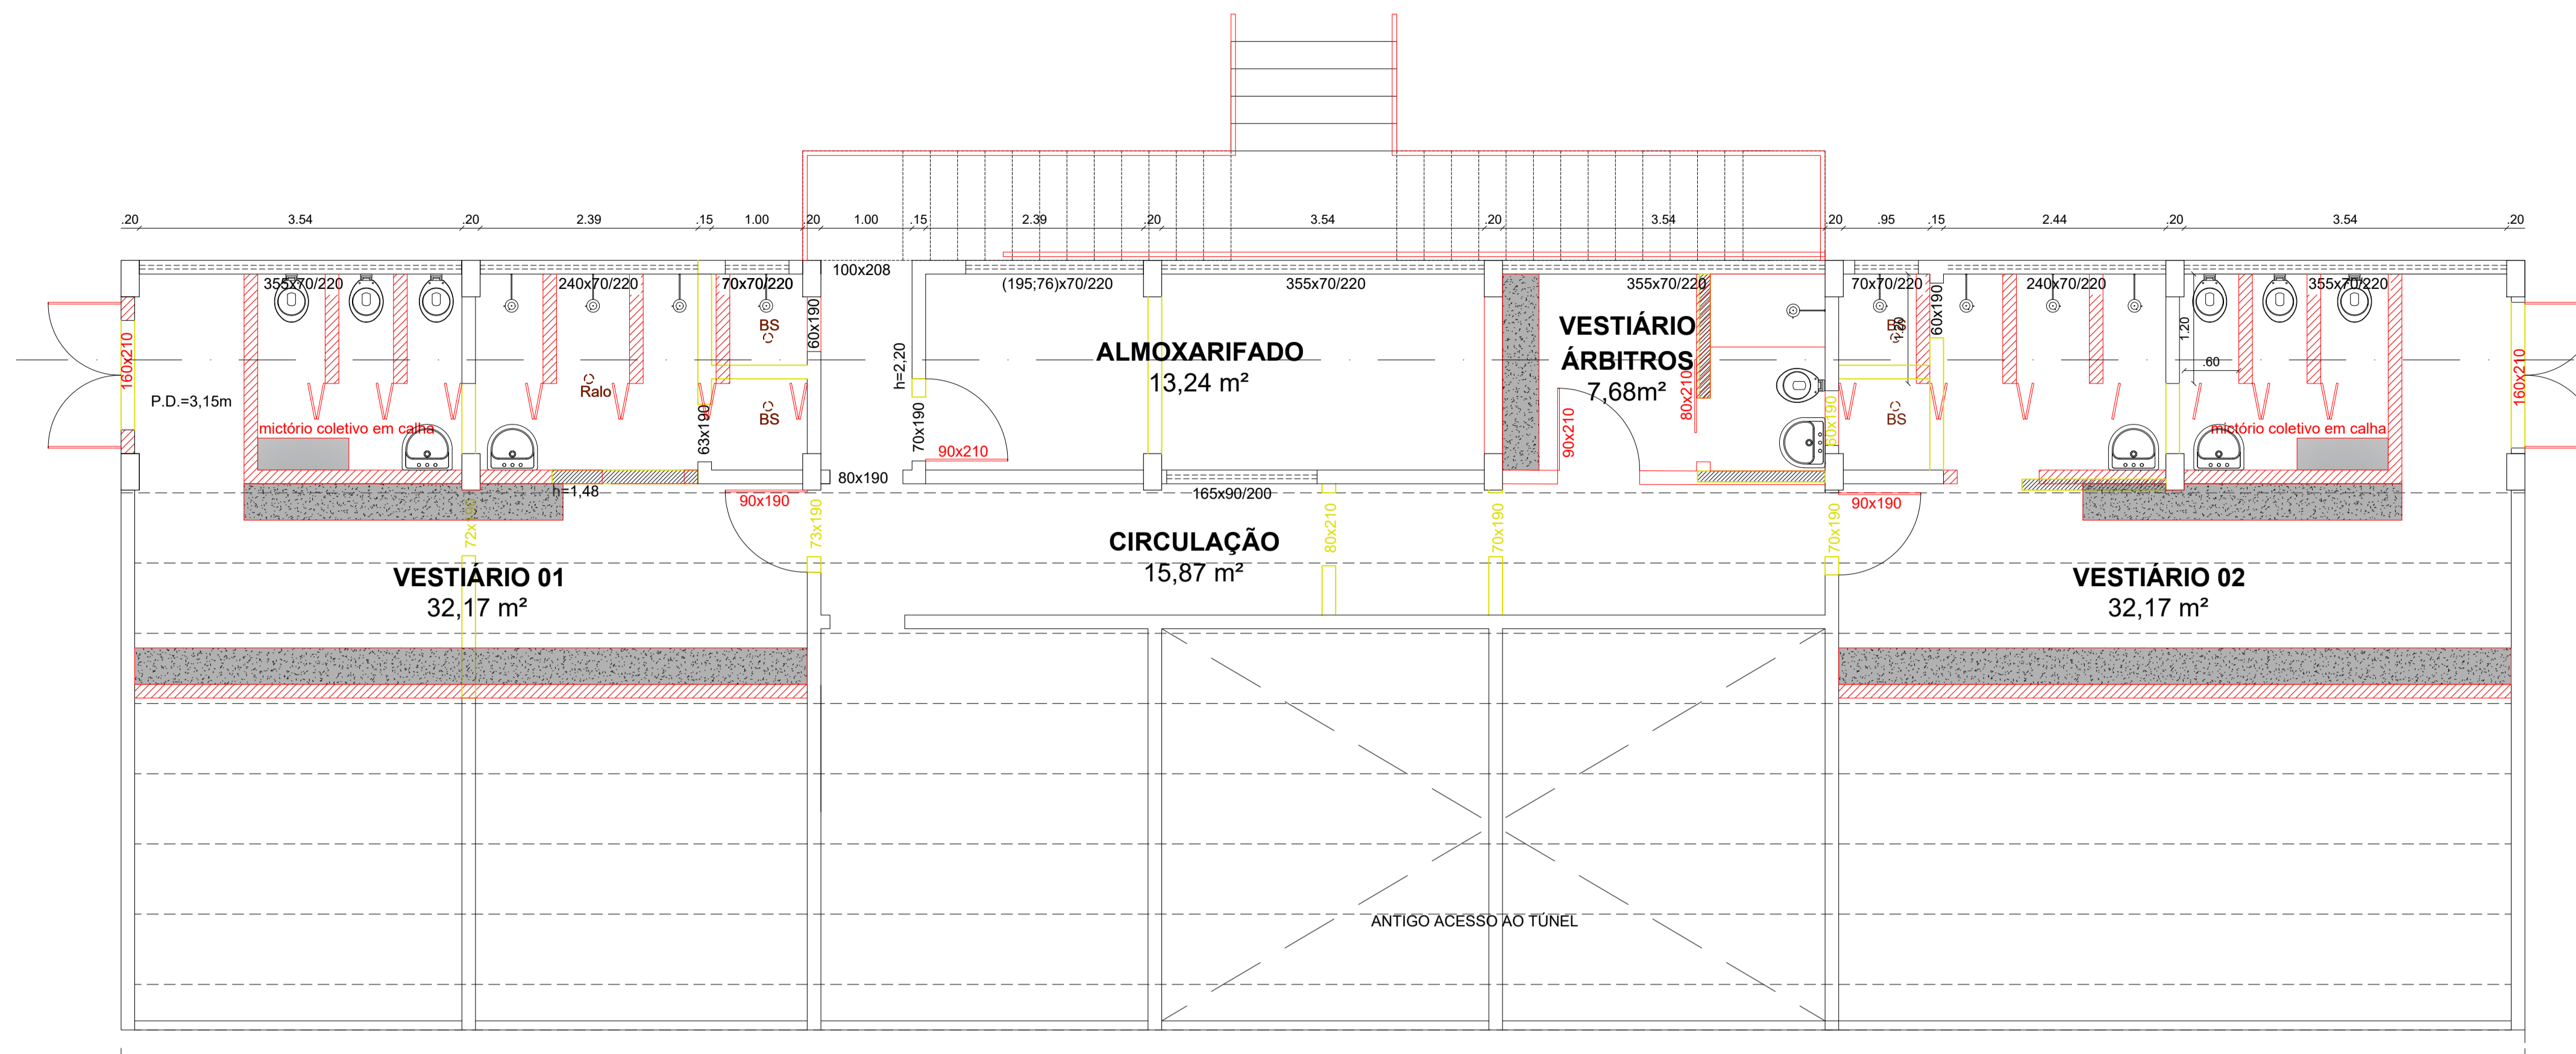 .20 3.54 .20 2.39 .15 1.00 .20 1.00 .15 2.39 .20 3.54 .20 3.54 .20 .95 .15 2.44 .20 3.54 .20
100x208
355x70/220 240x70/220 70x70/220 (195;76)x70/220 355x70/220 355x70/220 70x70/220 240x70/220 355x70/220
160x210
BS
60x190
h=2,20
ALMOXARIFADO
13,24 m²
VESTIÁRIO
ÁRBITROS
7,68m²
80x210
BS
1.20
60x190
1.20
.60
160x210
P.D.=3,15m
Ralo
BS
mictório coletivo em calha
63x190
70x190
90x210
90x210
60x190
BS
mictório coletivo em calha
80x190
h=1,48
90x190
165x90/200
90x190
72x190
73x190
80x210
70x190
70x190
CIRCULAÇÃO
15,87 m²
VESTIÁRIO 01
32,17 m²
VESTIÁRIO 02
32,17 m²
ANTIGO ACESSO AO TÚNEL